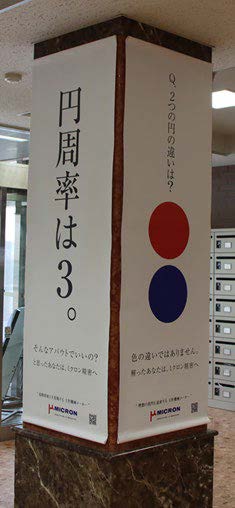 円周率は3。
そんなアバウトでいいの?
と思ったあなたは、ミクロン精密へ
μMICRON
Q.2つの円の違いは?
色の違いではありません。
解ったあなたは、ミクロン精密へ
μMICRON